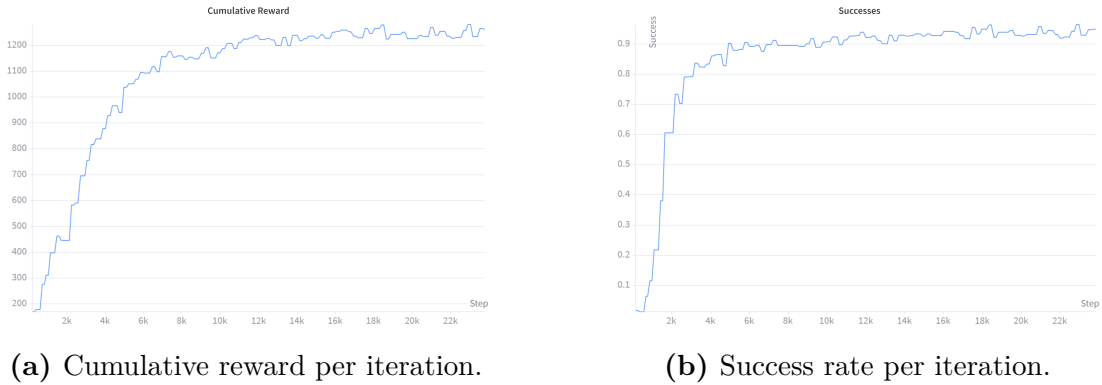 Cumulative Reward
1200
1100
1000
900
800
700
600
500
400
300
200
2k 4k 6k 8k 10k 12k 14k 16k 18k 20k 22k
Step
(a) Cumulative reward per iteration.
Successes
Success
0.9
0.8
0.7
0.6
0.5
0.4
0.3
0.2
0.1
2k 4k 6k 8k 10k 12k 14k 16k 18k 20k 22k
Step
(b) Success rate per iteration.